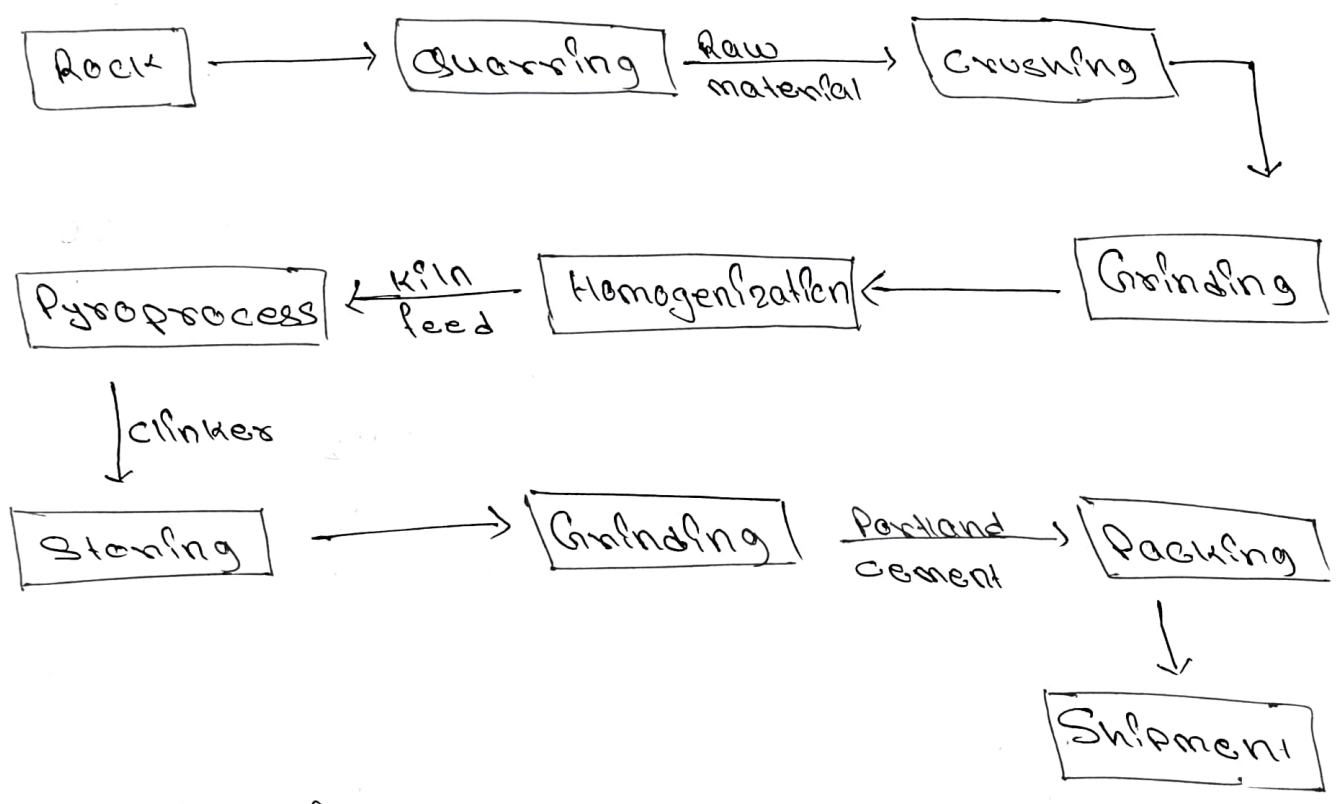 Rock
Quarring
Raw
material
Crushing
Grinding
Homogenization
Kiln
feed
Pyroprocess
Clinker
Storing
Grinding
Portland
cement
Packing
Shipment